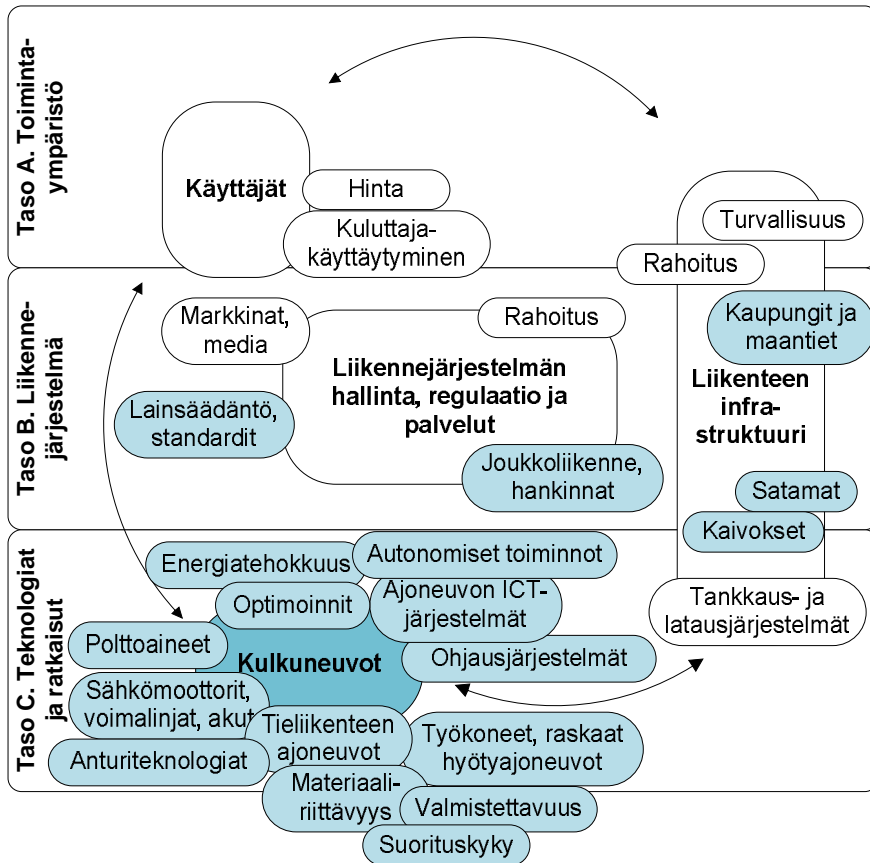 Taso A. Toiminta-
ympäristö
Käyttäjät
Hinta
Kuluttaja-
käyttäytyminen
Turvallisuus
Rahoitus
Taso B. Liikenne-
järjestelmä
Markkinat,
media
Rahoitus
Liikennejärjestelmän
hallinta, regulaatio ja
palvelut
Lainsäädäntö,
standardit
Joukkoliikenne,
hankinnat
Kaupungit ja
maantiet
Liikenteen
infra-
struktuuri
Satamat
Kaivokset
Tankkaus- ja
latausjärjestelmät
Taso C. Teknologiat
ja ratkaisut
Energiatehokkuus
Autonomiset toiminnot
Optimoinnit
Ajoneuvon ICT-
järjestelmät
Polttoaineet
Kulkuneuvot
Ohjausjärjestelmät
Sähkömoottorit,
voimalinjat, akut
Tieliikenteen
ajoneuvot
Työkoneet, raskaat
hyötyajoneuvot
Anturiteknologiat
Materiaali-
riittävyys
Valmistettavuus
Suorituskyky